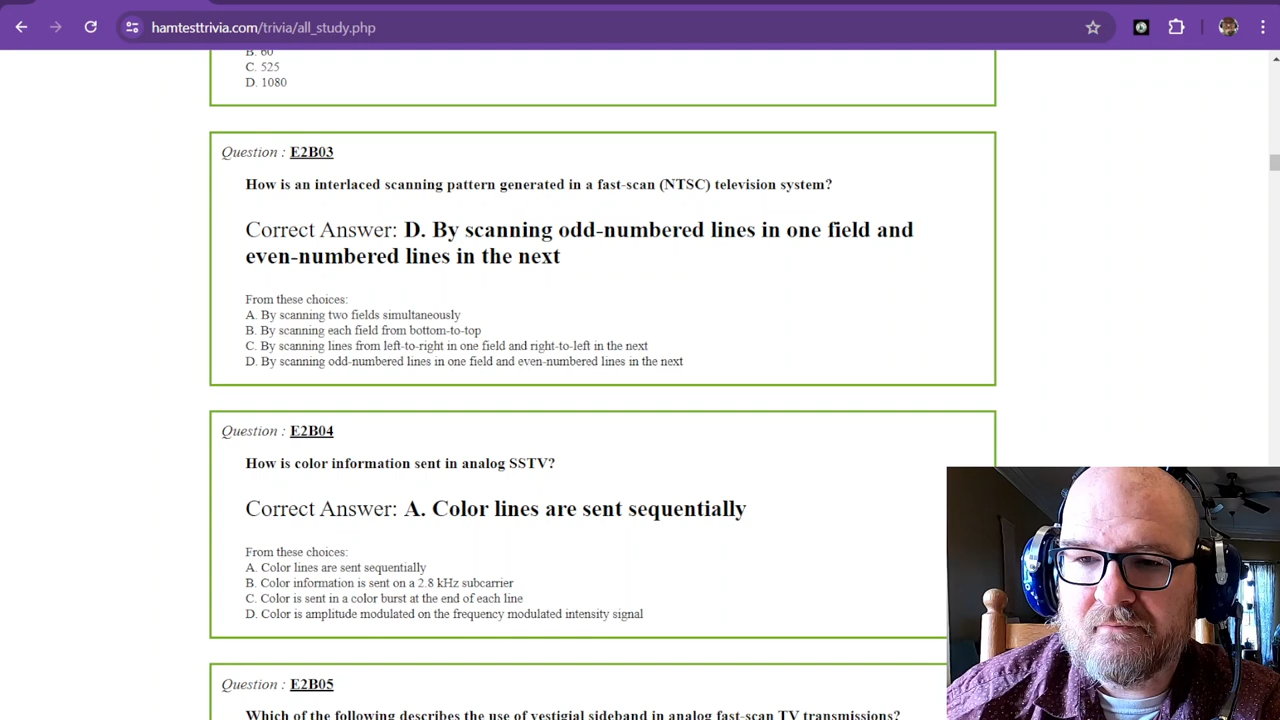 hamtesttrivia.com/trivia/all_study.php
B. 60
C. 525
D. 1080
Question : E2B03
How is an interlaced scanning pattern generated in a fast-scan (NTSC) television system?
Correct Answer: D. By scanning odd-numbered lines in one field and
even-numbered lines in the next
From these choices:
A. By scanning two fields simultaneously
B. By scanning each field from bottom-to-top
C. By scanning lines from left-to-right in one field and right-to-left in the next
D. By scanning odd-numbered lines in one field and even-numbered lines in the next
Question : E2B04
How is color information sent in analog SSTV?
Correct Answer: A. Color lines are sent sequentially
From these choices:
A. Color lines are sent sequentially
B. Color information is sent on a 2.8 kHz subcarrier
C. Color is sent in a color burst at the end of each line
D. Color is amplitude modulated on the frequency modulated intensity signal
Question : E2B05
Which of the following describes the use of vestigial sideband in analog fast-scan TV transmissions?